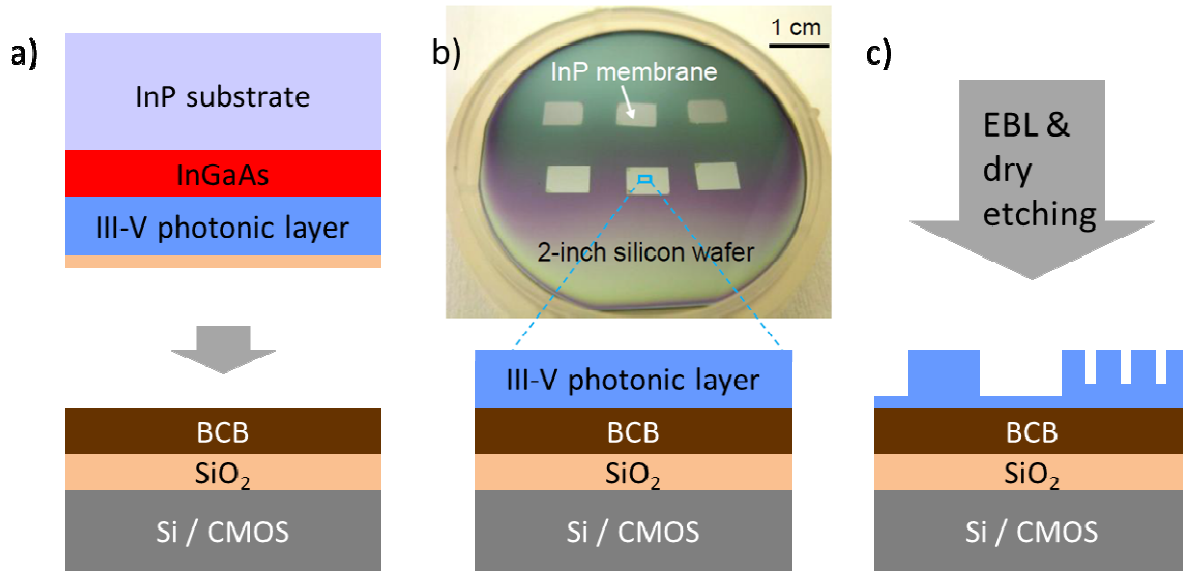 a)
InP substrate
InGaAs
III-V photonic layer
BCB
SiO₂
Si / CMOS
b)
1 cm
InP membrane
2-inch silicon wafer
III-V photonic layer
BCB
SiO₂
Si / CMOS
c)
EBL &
dry
etching
BCB
SiO₂
Si / CMOS